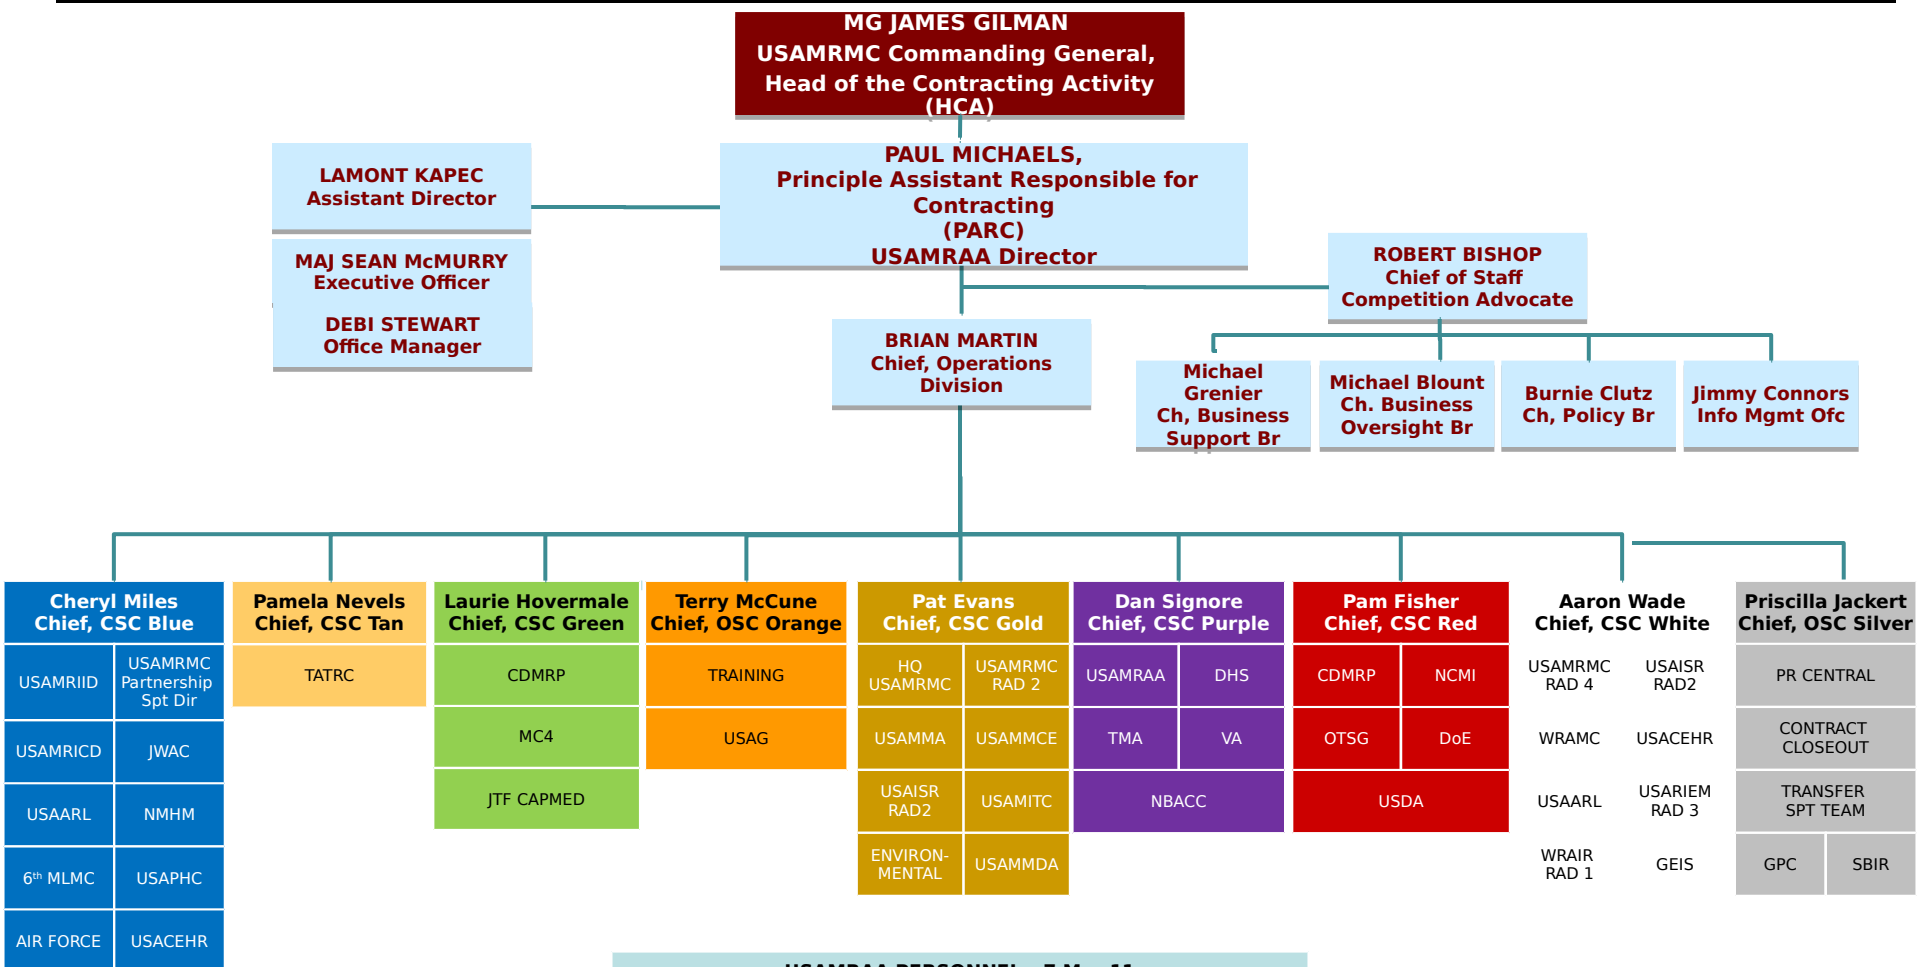 MG JAMES GILMAN
USAMRMC Commanding General,
Head of the Contracting Activity
(HCA)
LAMONT KAPEC
Assistant Director
PAUL MICHAELS,
Principle Assistant Responsible for
Contracting
(PARC)
USAMRAA Director
MAJ SEAN McMURRY
Executive Officer
DEBI STEWART
Office Manager
ROBERT BISHOP
Chief of Staff
Competition Advocate
BRIAN MARTIN
Chief, Operations
Division
Michael
Grenier
Ch, Business
Support Br
Michael Blount
Ch. Business
Oversight Br
Burnie Clutz
Ch, Policy Br
Jimmy Connors
Info Mgmt Ofc
Cheryl Miles
Chief, CSC Blue
USAMRIID
USAMRMC
Partnership
Spt Dir
USAMRICD
JWAC
USAARL
NMHM
6th MLMC
USAPHC
AIR FORCE
USACEHR
Pamela Nevels
Chief, CSC Tan
TATRC
Laurie Hovermale
Chief, CSC Green
CDMRP
MC4
JTF CAPMED
Terry McCune
Chief, OSC Orange
TRAINING
USAG
Pat Evans
Chief, CSC Gold
HQ
USAMRMC
USAMRMC
RAD 2
USAMMA
USAMMCE
USAISR
RAD2
USAMITC
ENVIRON-
MENTAL
USAMMDA
Dan Signore
Chief, CSC Purple
USAMRAA
DHS
TMA
VA
NBACC
Pam Fisher
Chief, CSC Red
CDMRP
NCMI
OTSG
DoE
USDA
Aaron Wade
Chief, CSC White
USAMRMC
RAD 4
USAISR
RAD2
WRAMC
USACEHR
USAARL
USARIEM
RAD 3
WRAIR
RAD 1
GEIS
Priscilla Jackert
Chief, OSC Silver
PR CENTRAL
CONTRACT
CLOSEOUT
TRANSFER
SPT TEAM
GPC
SBIR
USAMRAA PERSONNEL